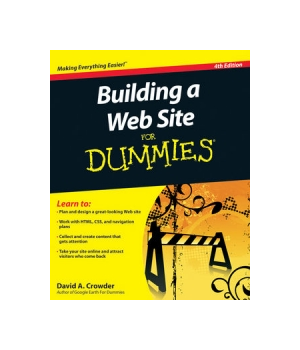 Making Everything Easier!™
4th Edition
Building a
Web Site
FOR
DUMMIES®
Learn to:
• Plan and design a great-looking Web site
• Work with HTML, CSS, and navigation
plans
• Collect and create content that
gets attention
• Take your site online and attract
visitors who come back
David A. Crowder
Author of Google Earth For Dummies